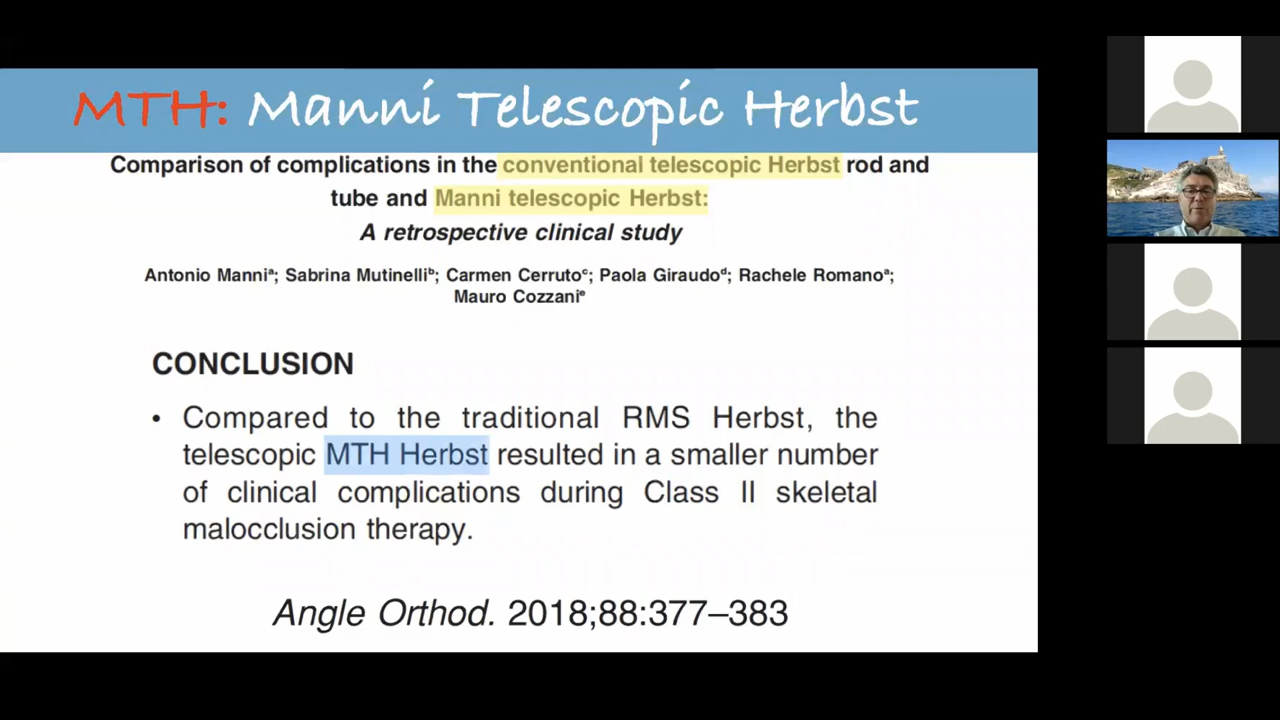 MTH: Manni Telescopic Herbst
Comparison of complications in the conventional telescopic Herbst rod and
tube and Manni telescopic Herbst:
A retrospective clinical study
Antonio Manniᵃ; Sabrina Mutinelliᵇ; Carmen Cerrutoᶜ; Paola Giraudoᵈ; Rachele Romanoᵃ;
Mauro Cozzaniᵉ
CONCLUSION
• Compared to the traditional RMS Herbst, the
telescopic MTH Herbst resulted in a smaller number
of clinical complications during Class II skeletal
malocclusion therapy.
Angle Orthod. 2018;88:377–383